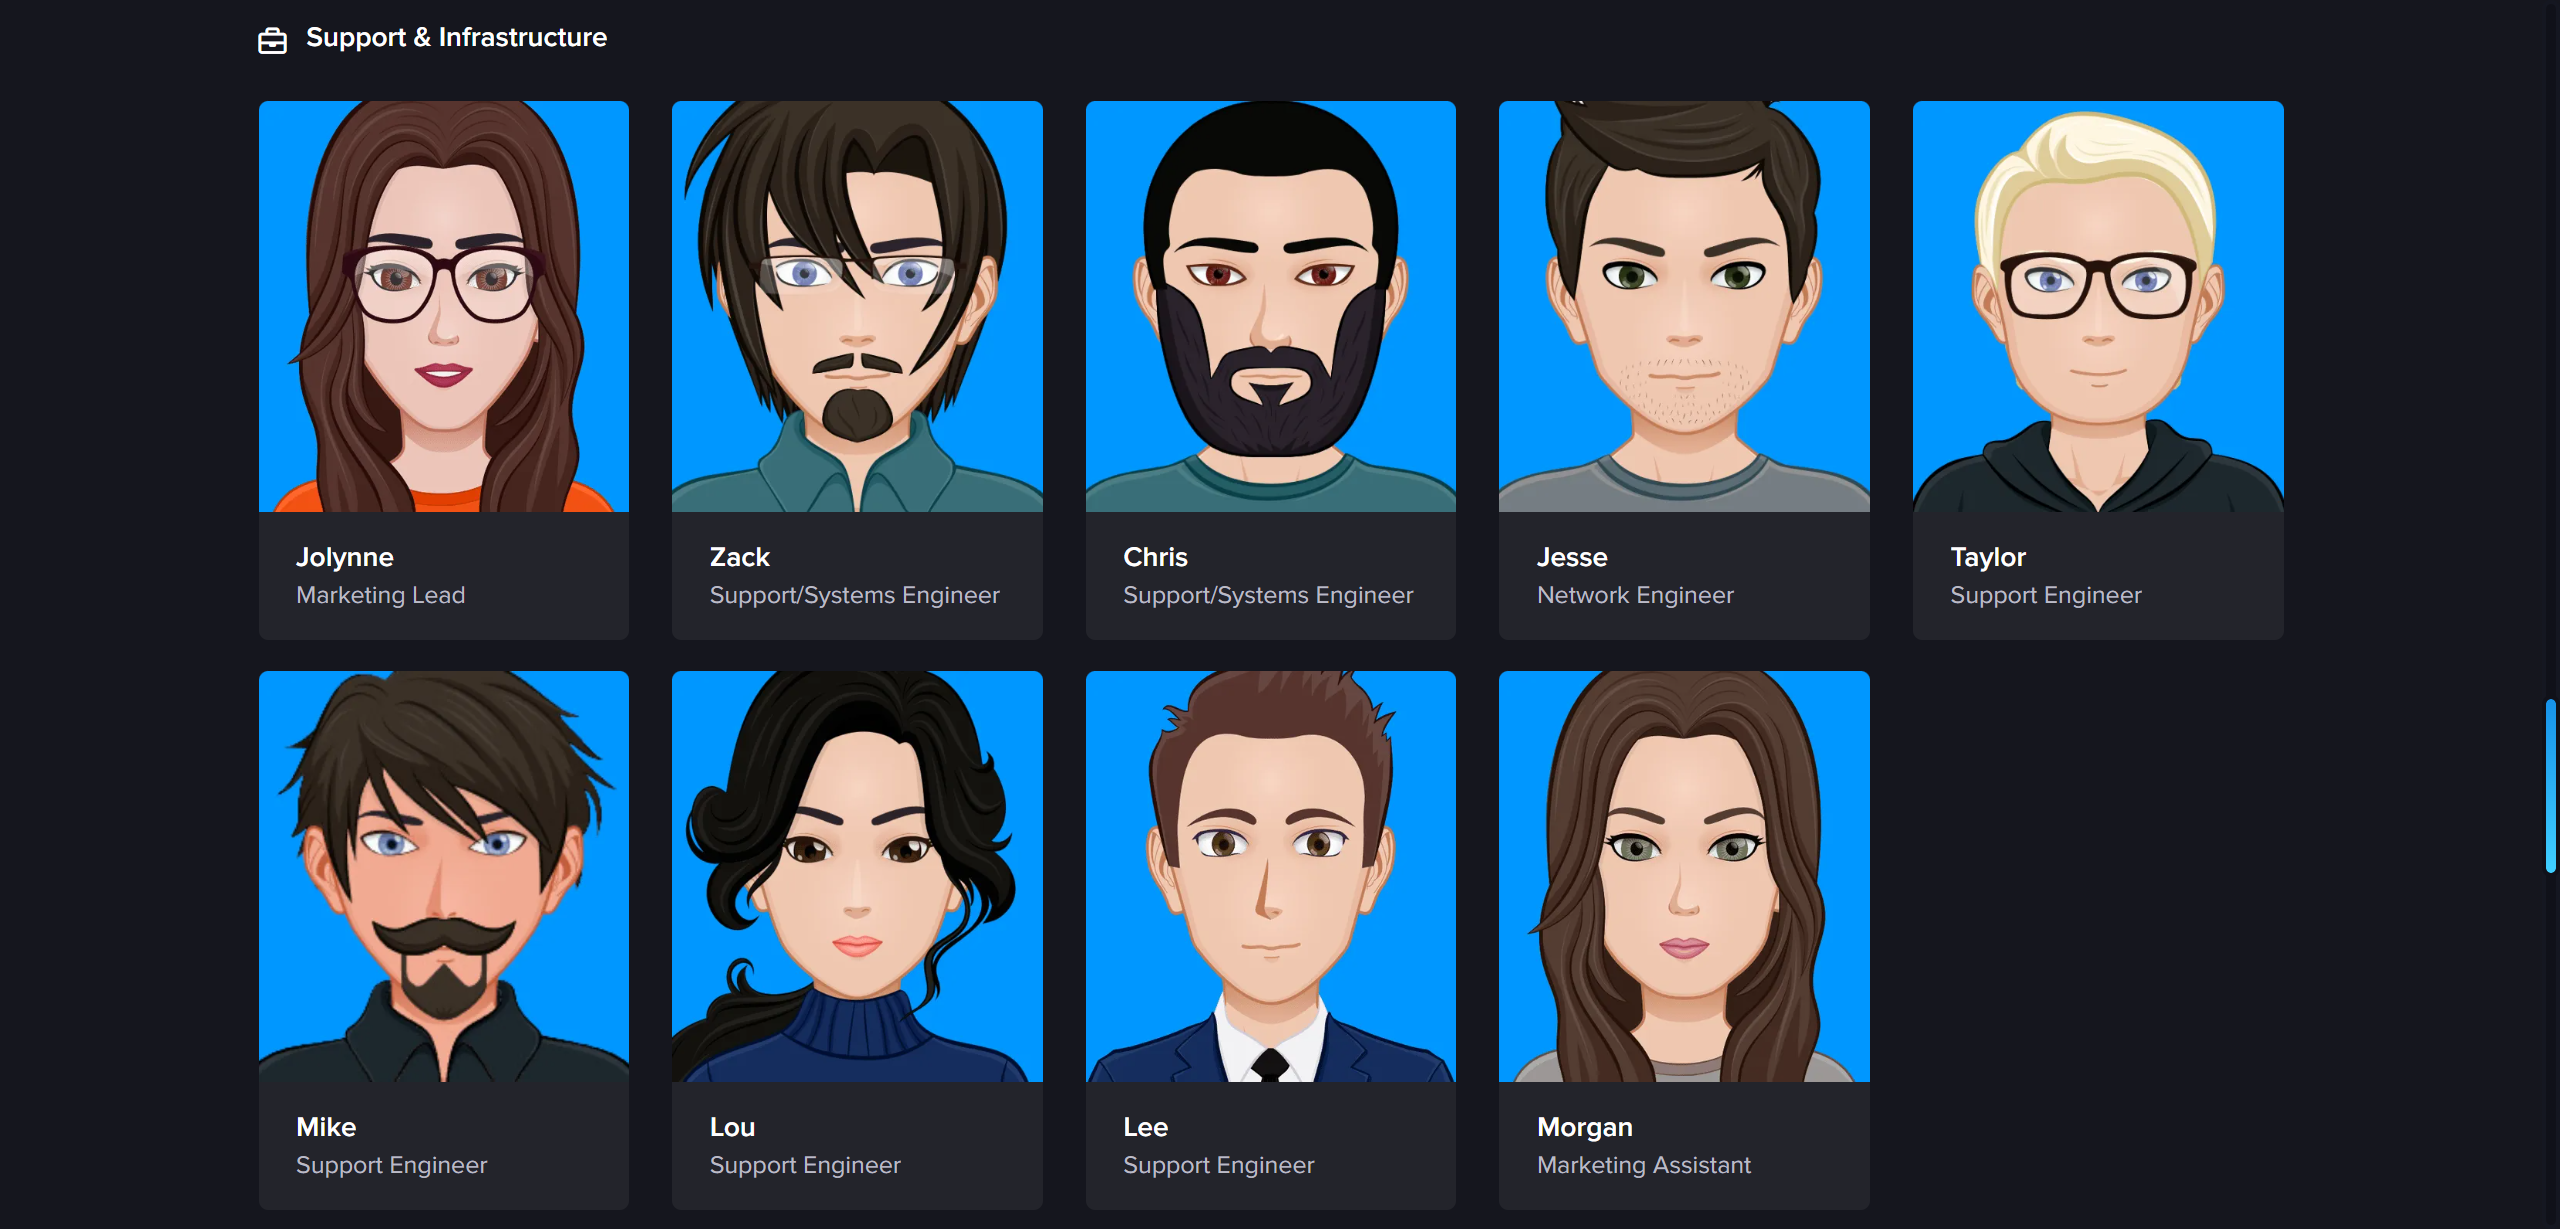 Support & Infrastructure
Jolynne
Marketing Lead
Zack
Support/Systems Engineer
Chris
Support/Systems Engineer
Jesse
Network Engineer
Taylor
Support Engineer
Mike
Support Engineer
Lou
Support Engineer
Lee
Support Engineer
Morgan
Marketing Assistant